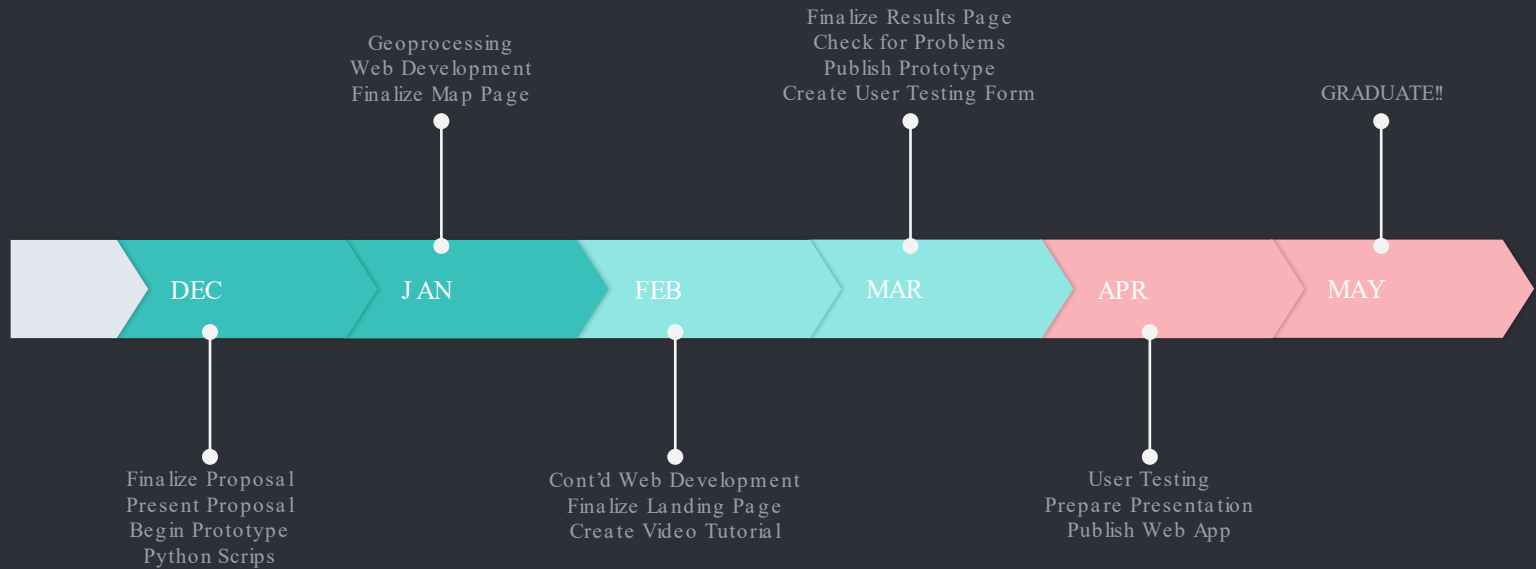 Finalize Results Page
Geoprocessing
Check for Problems
Web Development
Publish Prototype
Finalize Map Page
Create User Testing Form
GRADUATE!!
DEC
JAN
FEB
MAR
APR
MAY
Finalize Proposal
Present Proposal
Begin Prototype
Python Scrips
Cont’d Web Development
Finalize Landing Page
Create Video Tutorial
User Testing
Prepare Presentation
Publish Web App